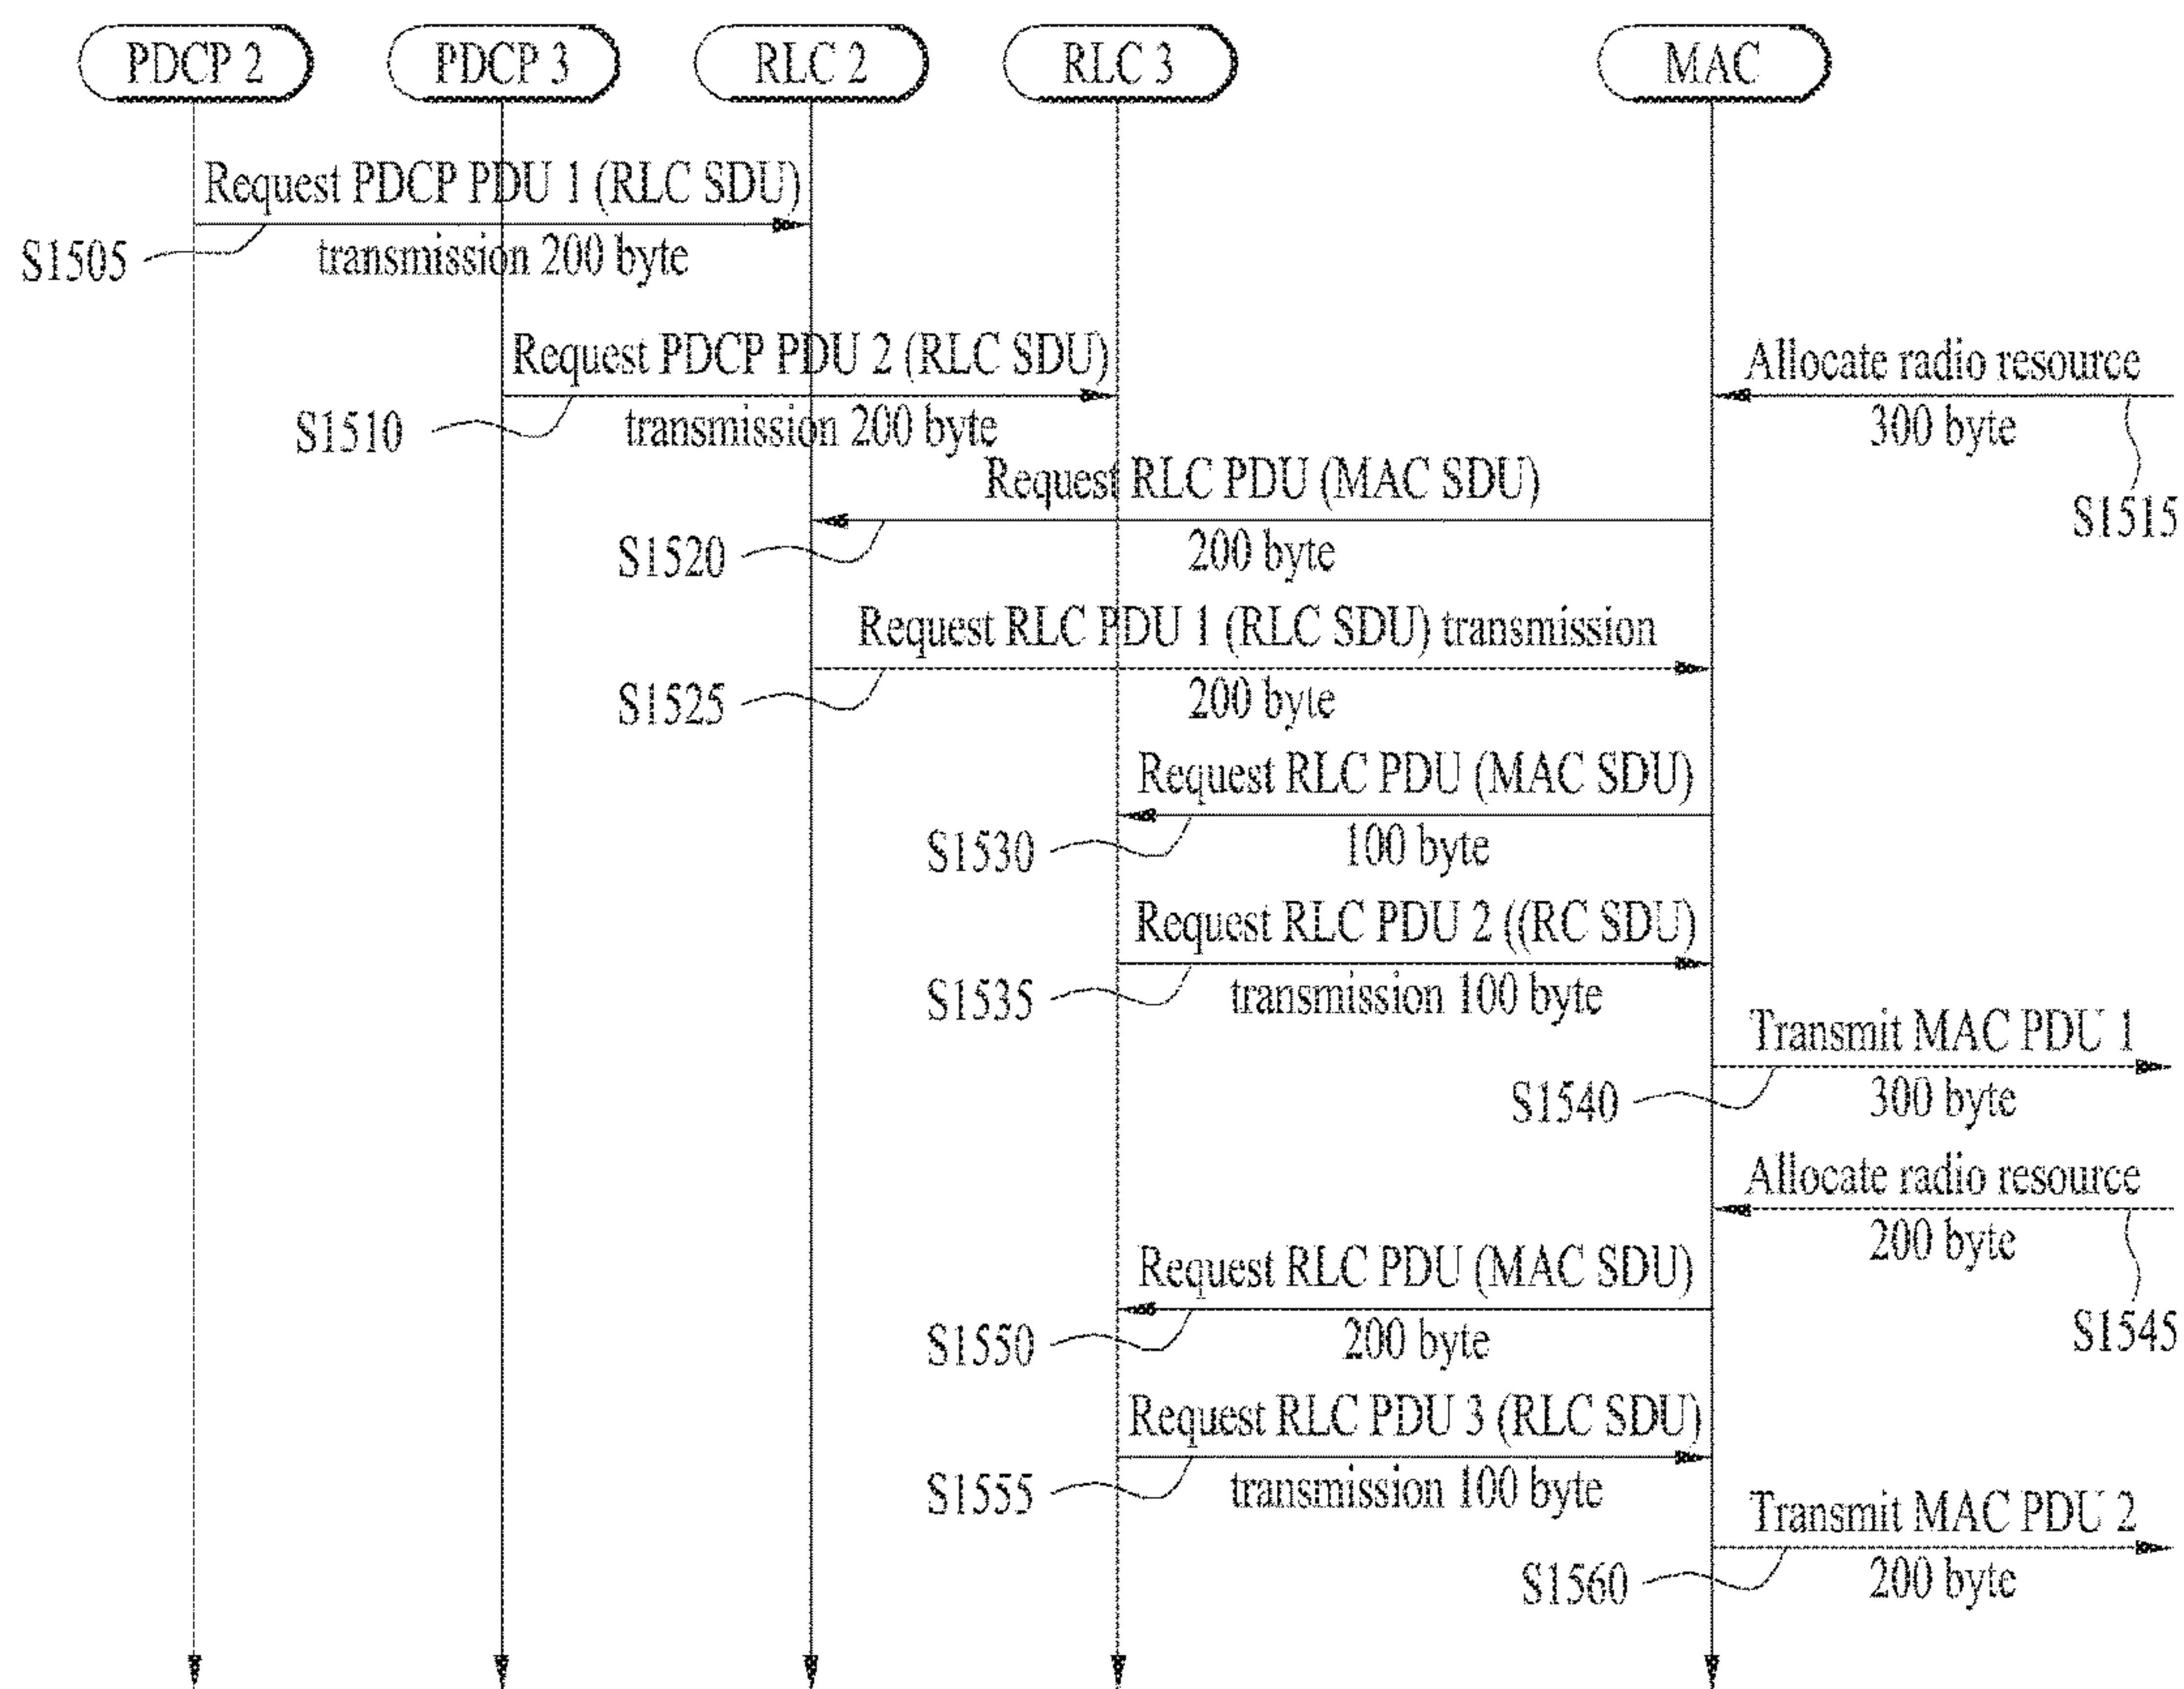 PDCP 2
PDCP 3
RLC 2
RLC 3
MAC
Request PDCP PDU 1 (RLC SDU)
transmission 200 byte
S1505
Request PDCP PDU 2 (RLC SDU)
transmission 200 byte
S1510
Allocate radio resource
300 byte
S1515
Request RLC PDU (MAC SDU)
200 byte
S1520
Request RLC PDU 1 (RLC SDU) transmission
200 byte
S1525
Request RLC PDU (MAC SDU)
100 byte
S1530
Request RLC PDU 2 ((RC SDU)
transmission 100 byte
S1535
Transmit MAC PDU 1
300 byte
S1540
Allocate radio resource
200 byte
S1545
Request RLC PDU (MAC SDU)
200 byte
S1550
Request RLC PDU 3 (RLC SDU)
transmission 100 byte
S1555
Transmit MAC PDU 2
200 byte
S1560